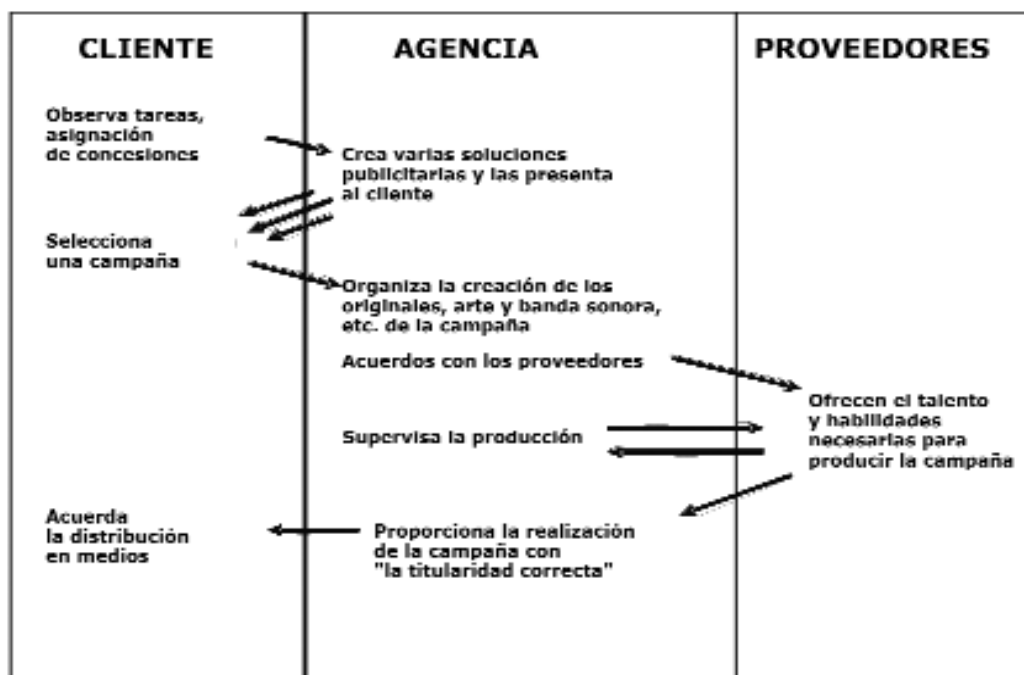 CLIENTE
AGENCIA
PROVEEDORES
Observa tareas,
asignación
de concesiones
Crea varias soluciones
publicitarias y las presenta
al cliente
Selecciona
una campaña
Organiza la creación de los
originales, arte y banda sonora,
etc. de la campaña
Acuerdos con los proveedores
Ofrecen el talento
y habilidades
necesarias para
producir la campaña
Supervisa la producción
Acuerda
la distribución
en medios
Proporciona la realización
de la campaña con
"la titularidad correcta"